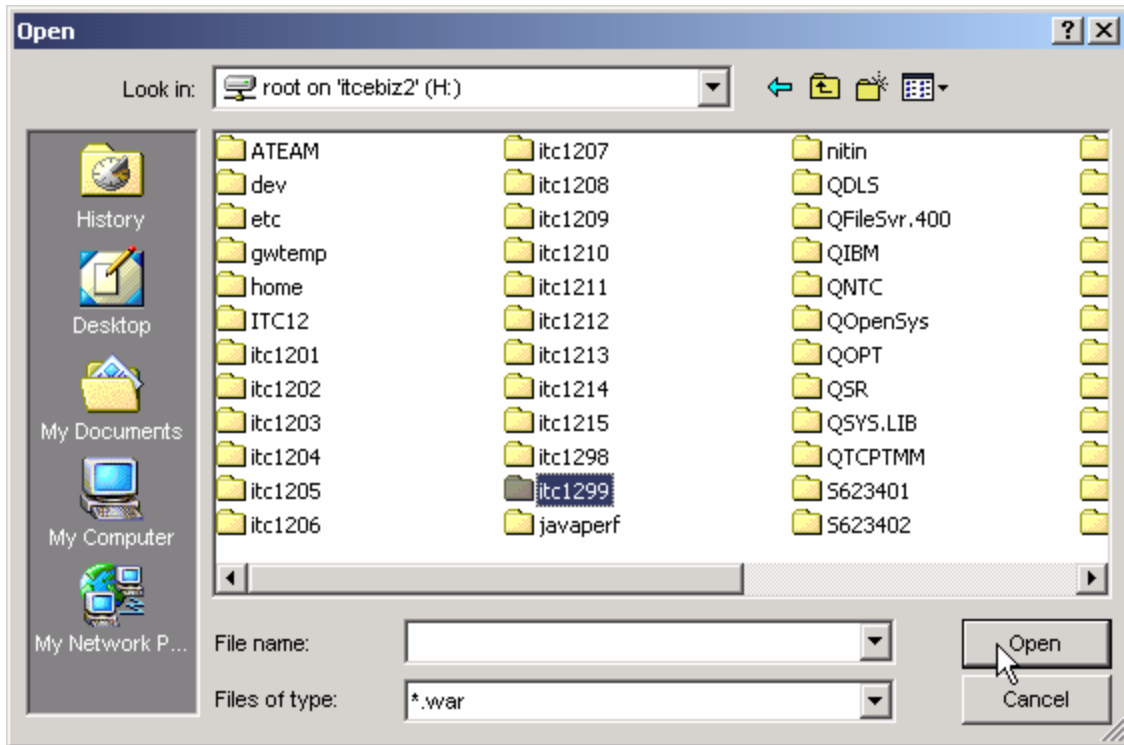 Open
Look in: root on 'itcebiz2' (H:)
History
Desktop
My Documents
My Computer
My Network P...
ATEAM
dev
etc
gwtemp
home
ITC12
itc1201
itc1202
itc1203
itc1204
itc1205
itc1206
itc1207
itc1208
itc1209
itc1210
itc1211
itc1212
itc1213
itc1214
itc1215
itc1298
itc1299
javaperf
nitin
QDLS
QFileSvr.400
QIBM
QNTC
QOpenSys
QOPT
QSR
QSYS.LIB
QTCPTMM
S623401
S623402
File name:
Open
Files of type: *.war
Cancel